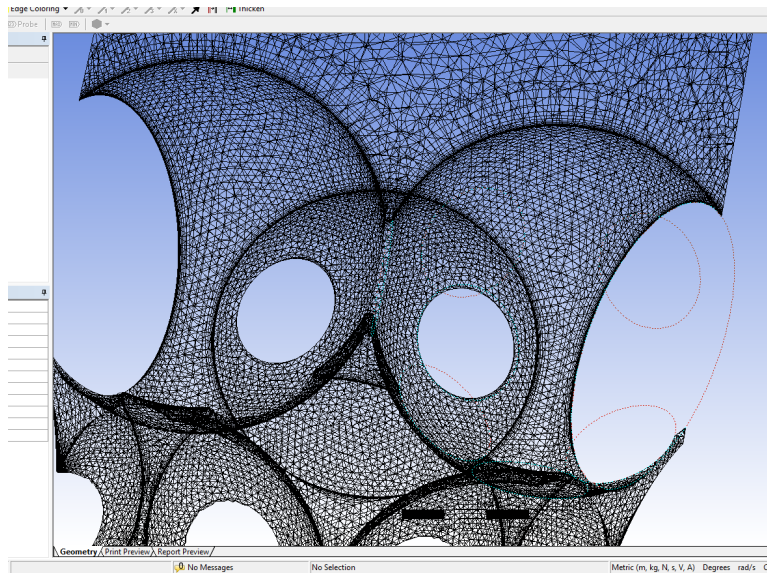 Edge Coloring
Thicken
Probe
Geometry Print Preview Report Preview
No Messages No Selection Metric (m, kg, N, s, V, A) Degrees rad/s